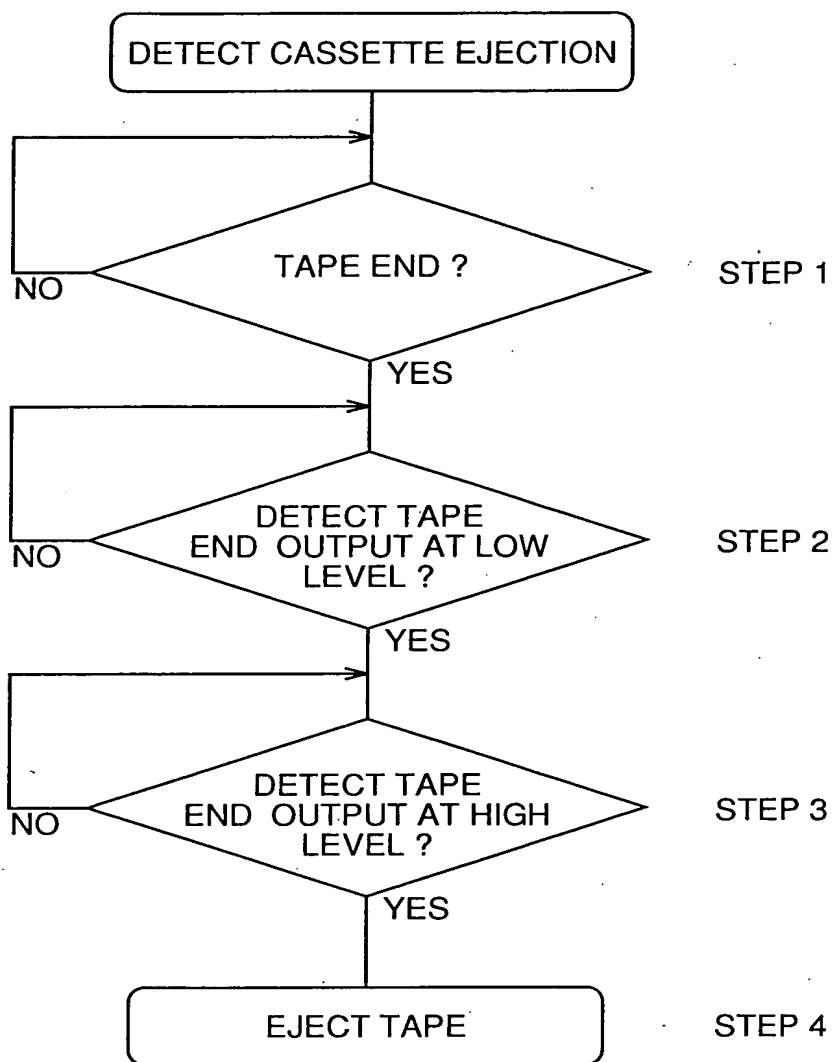 DETECT CASSETTE EJECTION
TAPE END ?
STEP 1
NO
YES
DETECT TAPE
END OUTPUT AT LOW
LEVEL ?
STEP 2
NO
YES
DETECT TAPE
END OUTPUT AT HIGH
LEVEL ?
STEP 3
NO
YES
EJECT TAPE
STEP 4